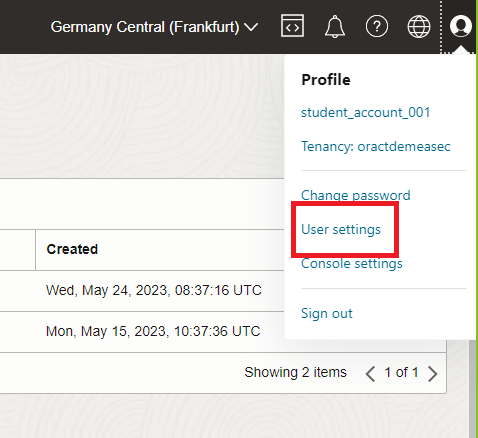 Germany Central (Frankfurt)
Profile
student_account_001
Tenancy: oractdemeasec
Change password
User settings
Console settings
Sign out
Created
Wed, May 24, 2023, 08:37:16 UTC
Mon, May 15, 2023, 10:37:36 UTC
Showing 2 items
1 of 1